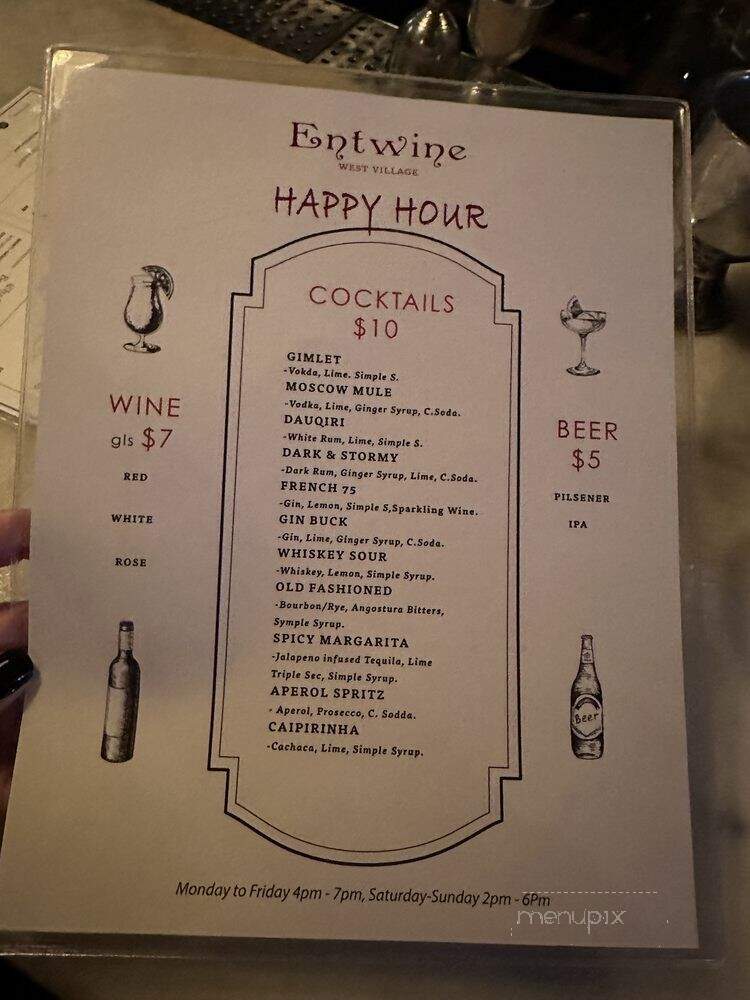 Entwine
WEST VILLAGE
HAPPY HOUR
COCKTAILS
$10
GIMLET
-Vokda, Lime. Simple S.
MOSCOW MULE
-Vodka, Lime, Ginger Syrup, C.Soda.
DAUQIRI
-White Rum, Lime, Simple S.
DARK & STORMY
-Dark Rum, Ginger Syrup, Lime, C.Soda.
FRENCH 75
-Gin, Lemon, Simple S,Sparkling Wine.
GIN BUCK
-Gin, Lime, Ginger Syrup, C.Soda.
WHISKEY SOUR
-Whiskey, Lemon, Simple Syrup.
OLD FASHIONED
-Bourbon/Rye, Angostura Bitters,
Symple Syrup.
SPICY MARGARITA
-Jalapeno infused Tequila, Lime
Triple Sec, Simple Syrup.
APEROL SPRITZ
- Aperol, Prosecco, C. Sodda.
CAIPIRINHA
-Cachaca, Lime, Simple Syrup.
WINE
gls $7
RED
WHITE
ROSE
BEER
$5
PILSENER
IPA
Beer
Monday to Friday 4pm - 7pm, Saturday-Sunday 2pm - 6Pm
menupix